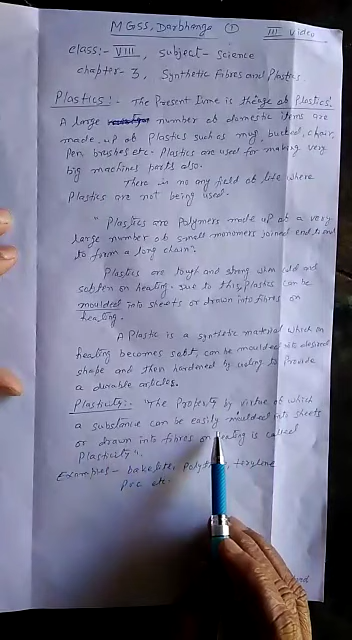 MGSS, Darbhanga ① III video
class:- VIII, subject- science
chapter-3, Synthetic Fibres and Plastics
Plastics:- The Present time is the age of Plastics.
A large number of domestic items are
made up of Plastics such as mug, bucked, chair,
Pen brushes etc. Plastics are used for making very
big machines parts also.
There is no any field of life where
Plastics are not being used.
"Plastics are Polymers made up of a very
large number of small monomers joined end to end
to form a long chain".
Plastics are tough and strong when cold and
soften on heating. Due to this, Plastics can be
moulded into sheets or drawn into fibres on
heating.
A Plastic is a synthetic material which on
heating becomes soft, can be moulded into desired
shape and then hardened by cooling to Provide
a durable articles.
Plasticity:- "The Property by virtue of which
a substance can be easily moulded into sheets
or drawn into fibres on heating is called
Plasticity".
Examples- bakelite, Polythene, terylene
PVC etc.